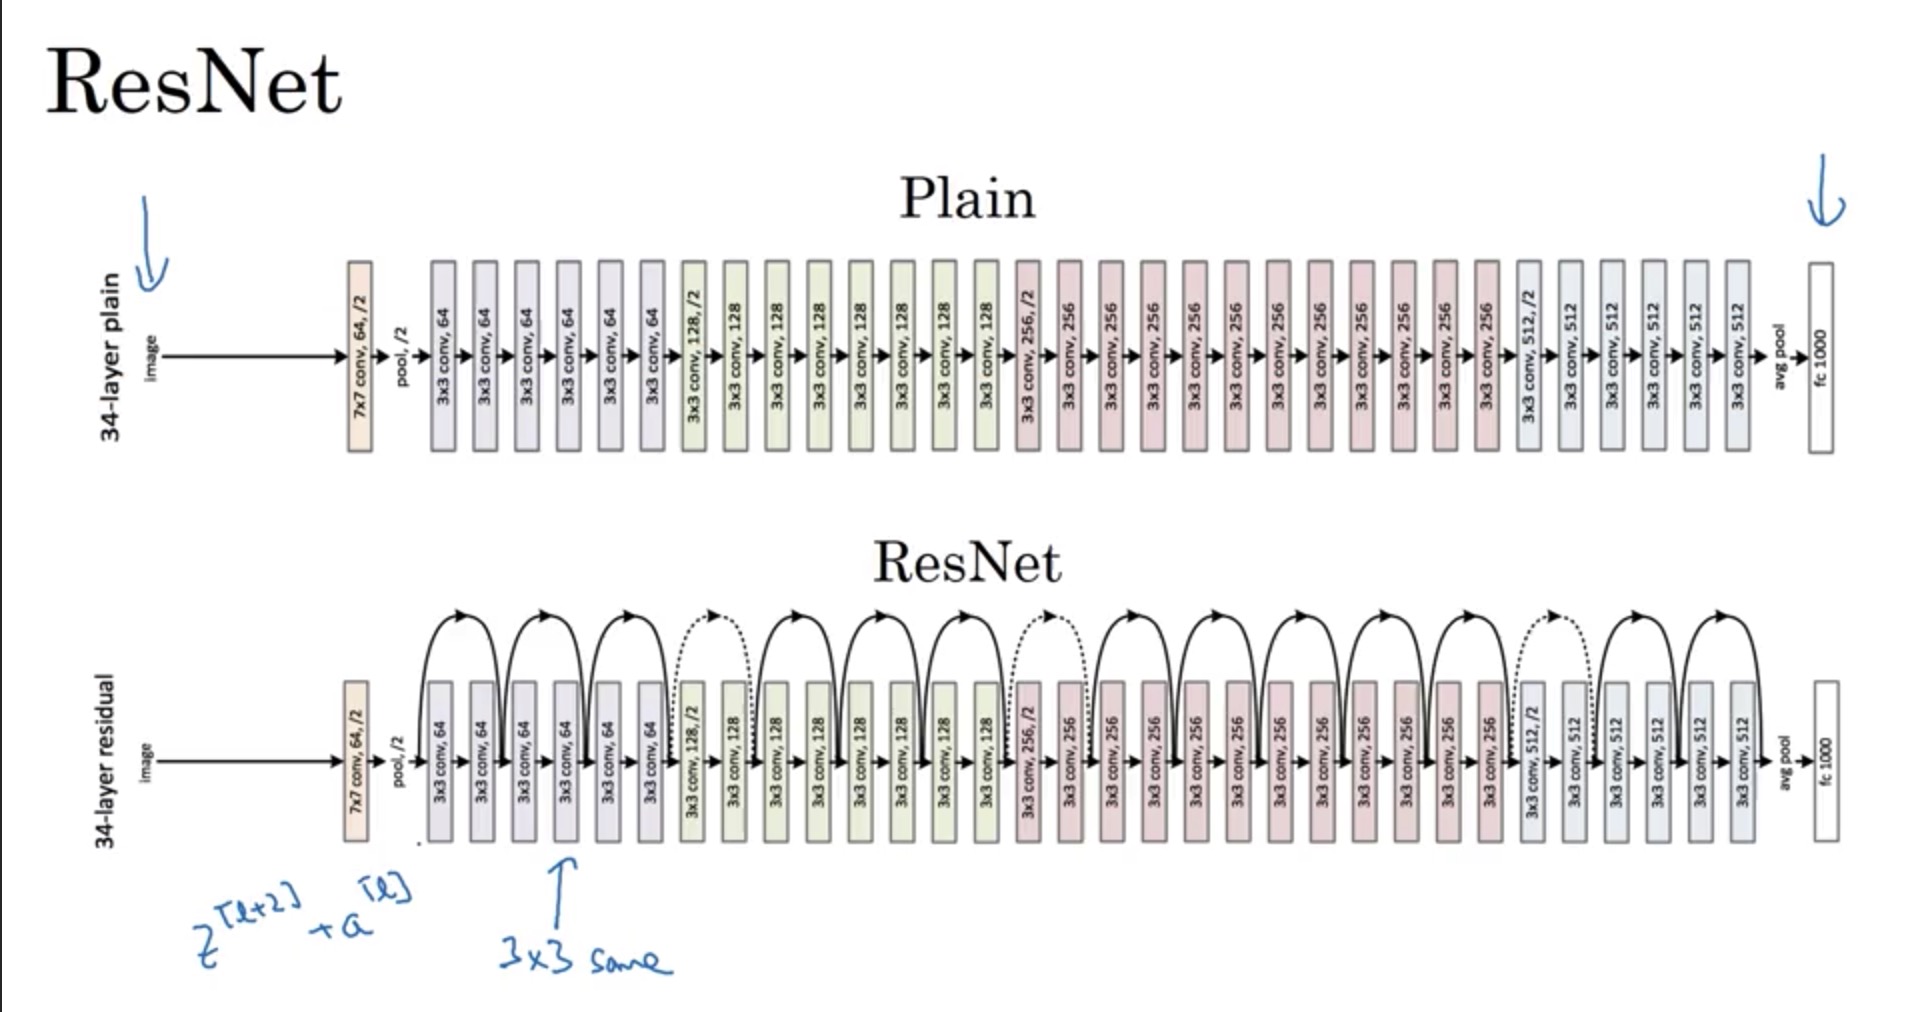 ResNet
Plain
34-layer plain
image
7x7 conv, 64, /2
pool, /2
3x3 conv, 64
3x3 conv, 64
3x3 conv, 64
3x3 conv, 64
3x3 conv, 64
3x3 conv, 64
3x3 conv, 128, /2
3x3 conv, 128
3x3 conv, 128
3x3 conv, 128
3x3 conv, 128
3x3 conv, 128
3x3 conv, 128
3x3 conv, 128
3x3 conv, 256, /2
3x3 conv, 256
3x3 conv, 256
3x3 conv, 256
3x3 conv, 256
3x3 conv, 256
3x3 conv, 256
3x3 conv, 256
3x3 conv, 256
3x3 conv, 256
3x3 conv, 256
3x3 conv, 256
3x3 conv, 512, /2
3x3 conv, 512
3x3 conv, 512
3x3 conv, 512
3x3 conv, 512
3x3 conv, 512
avg pool
fc 1000
ResNet
34-layer residual
image
7x7 conv, 64, /2
pool, /2
3x3 conv, 64
3x3 conv, 64
3x3 conv, 64
3x3 conv, 64
3x3 conv, 64
3x3 conv, 64
3x3 conv, 128, /2
3x3 conv, 128
3x3 conv, 128
3x3 conv, 128
3x3 conv, 128
3x3 conv, 128
3x3 conv, 128
3x3 conv, 128
3x3 conv, 256, /2
3x3 conv, 256
3x3 conv, 256
3x3 conv, 256
3x3 conv, 256
3x3 conv, 256
3x3 conv, 256
3x3 conv, 256
3x3 conv, 256
3x3 conv, 256
3x3 conv, 256
3x3 conv, 256
3x3 conv, 512, /2
3x3 conv, 512
3x3 conv, 512
3x3 conv, 512
3x3 conv, 512
3x3 conv, 512
avg pool
fc 1000
z[l+2] + a[l]
3x3 same